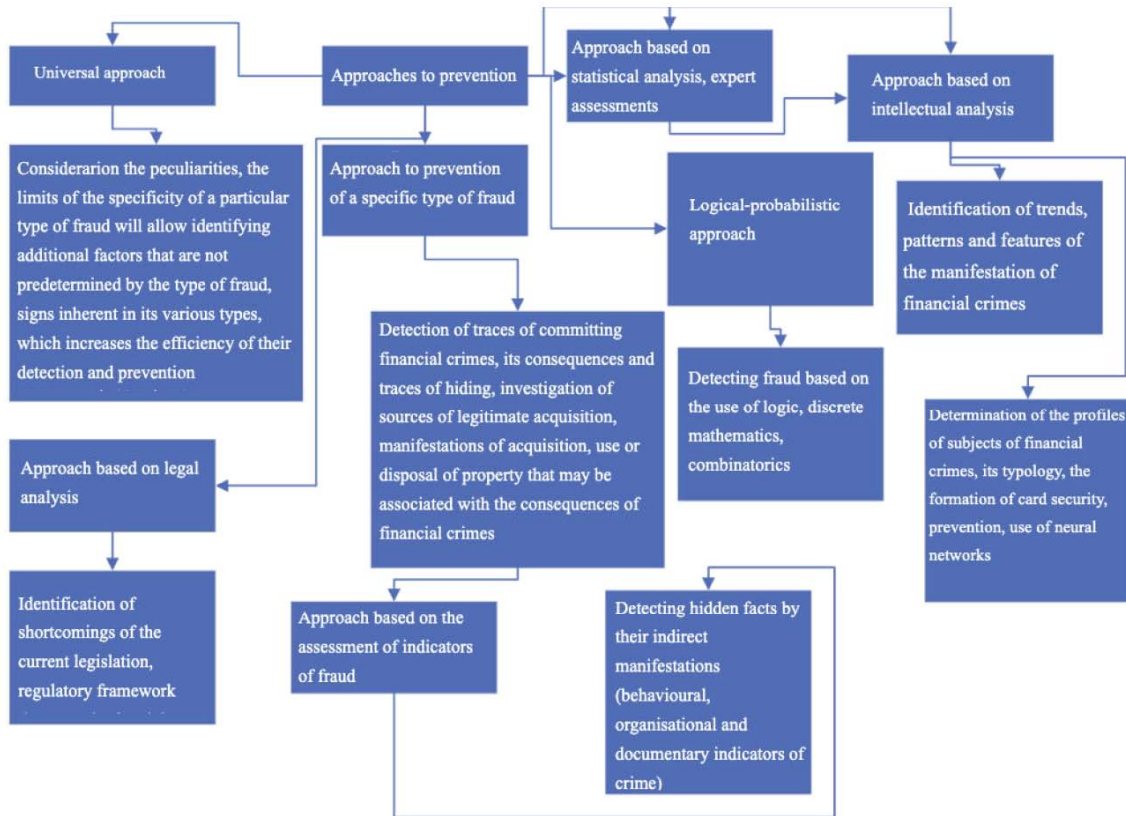 Universal approach
Approaches to prevention
Approach based on
statistical analysis, expert
assessments
Approach based on
intellectual analysis
Considerarion the peculiarities, the
limits of the specificity of a particular
type of fraud will allow identifying
additional factors that are not
predetermined by the type of fraud,
signs inherent in its various types,
which increases the efficiency of their
detection and prevention
Approach to prevention
of a specific type of fraud
Logical-probabilistic
approach
Identification of trends,
patterns and features of
the manifestation of
financial crimes
Detection of traces of committing
financial crimes, its consequences and
traces of hiding, investigation of
sources of legitimate acquisition,
manifestations of acquisition, use or
disposal of property that may be
associated with the consequences of
financial crimes
Detecting fraud based on
the use of logic, discrete
mathematics,
combinatorics
Determination of the profiles
of subjects of financial
crimes, its typology, the
formation of card security,
prevention, use of neural
networks
Approach based on legal
analysis
Identification of
shortcomings of the
current legislation,
regulatory framework
Approach based on the
assessment of indicators
of fraud
Detecting hidden facts by
their indirect
manifestations
(behavioural,
organisational and
documentary indicators of
crime)